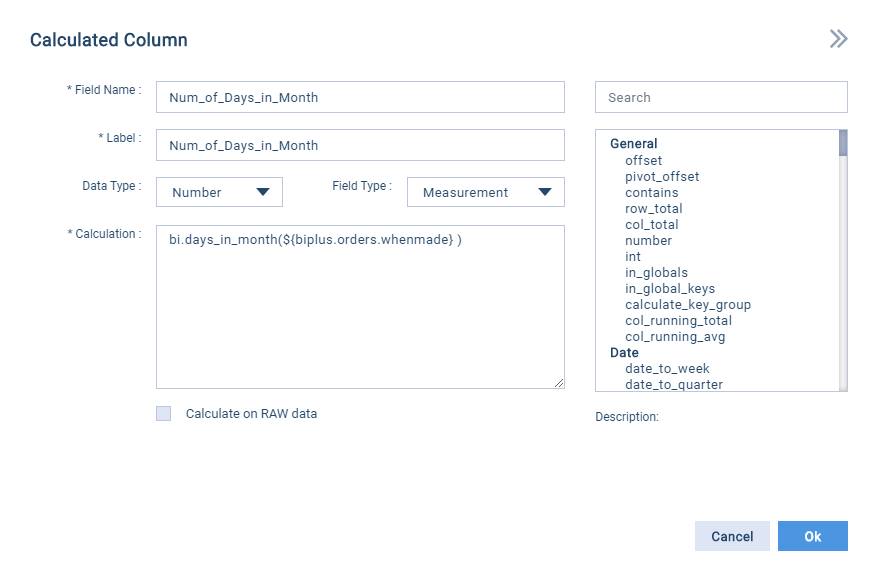 Calculated Column
* Field Name :
Num_of_Days_in_Month
* Label :
Num_of_Days_in_Month
Data Type :
Number
Field Type :
Measurement
* Calculation :
bi.days_in_month(${biplus.orders.whenmade} )
Calculate on RAW data
Search
General
offset
pivot_offset
contains
row_total
col_total
number
int
in_globals
in_global_keys
calculate_key_group
col_running_total
col_running_avg
Date
date_to_week
date_to_quarter
Description:
Cancel
Ok